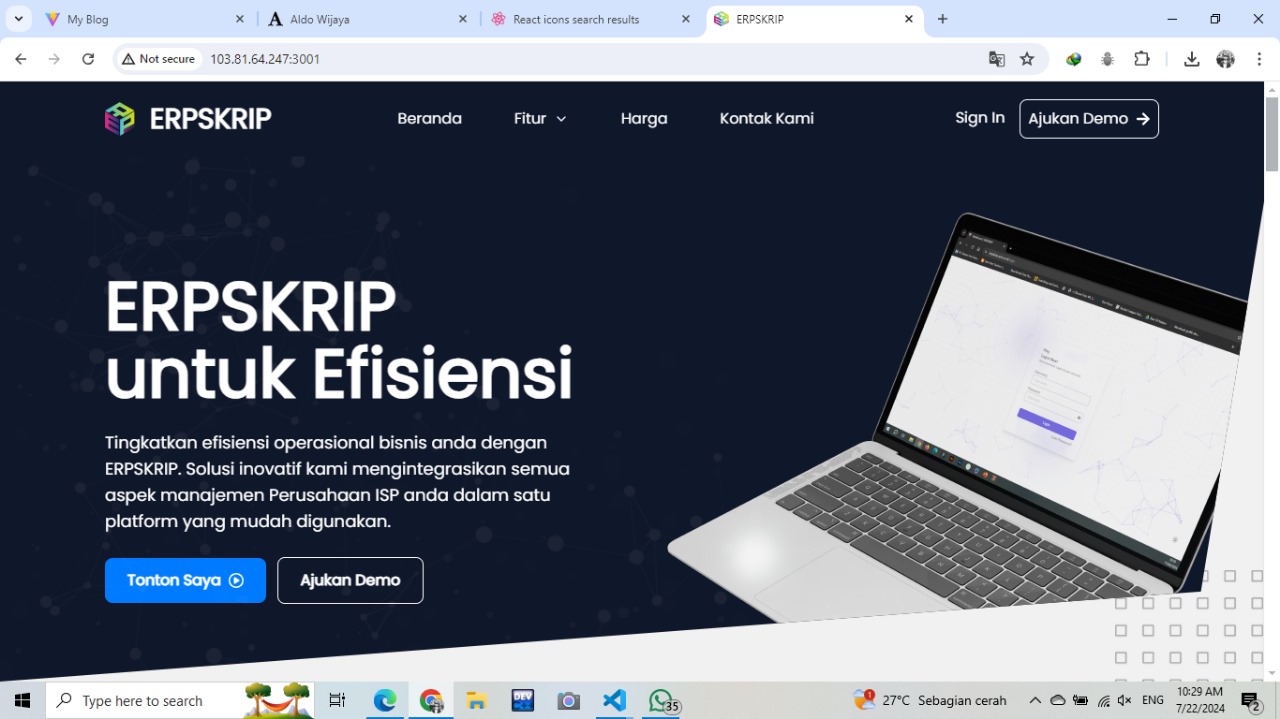 My Blog
Aldo Wijaya
React icons search results
ERPSKRIP
Not secure
103.81.64.247:3001
ERPSKRIP
Beranda
Fitur
Harga
Kontak Kami
Sign In
Ajukan Demo
ERPSKRIP
untuk Efisiensi
Tingkatkan efisiensi operasional bisnis anda dengan
ERPSKRIP. Solusi inovatif kami mengintegrasikan semua
aspek manajemen Perusahaan ISP anda dalam satu
platform yang mudah digunakan.
Tonton Saya
Ajukan Demo
Login
Type here to search
DEV
35
1
27°C Sebagian cerah
ENG
10:29 AM
7/22/2024
2